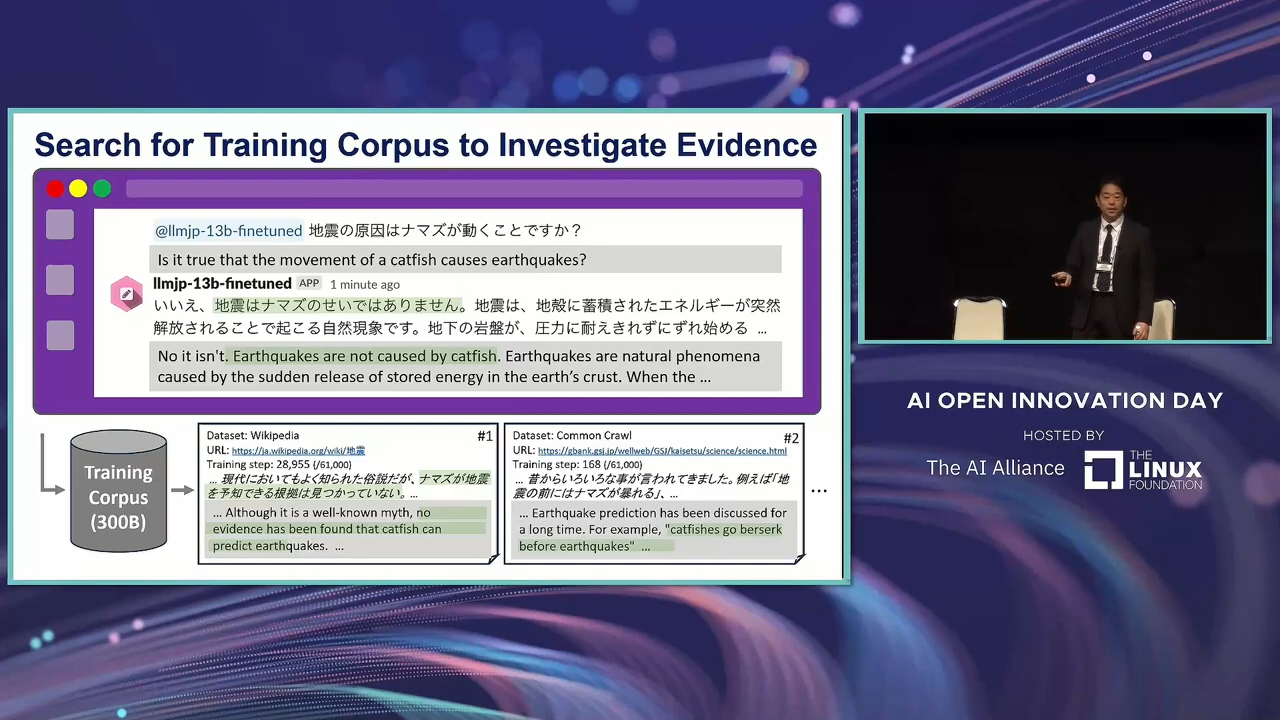 Search for Training Corpus to Investigate Evidence
@llmjp-13b-finetuned 地震の原因はナマズが動くことですか？
Is it true that the movement of a catfish causes earthquakes?
llmjp-13b-finetuned APP 1 minute ago
いいえ、地震はナマズのせいではありません。地震は、地殻に蓄積されたエネルギーが突然
解放されることで起こる自然現象です。地下の岩盤が、圧力に耐えきれずにずれ始める ...
No it isn't. Earthquakes are not caused by catfish. Earthquakes are natural phenomena
caused by the sudden release of stored energy in the earth's crust. When the ...
Training
Corpus
(300B)
Dataset: Wikipedia #1
URL: https://ja.wikipedia.org/wiki/地震
Training step: 28,955 (/61,000)
... 現代においてもよく知られた俗説だが、ナマズが地震
を予知できる根拠は見つかっていない。...
... Although it is a well-known myth, no
evidence has been found that catfish can
predict earthquakes. ...
Dataset: Common Crawl #2
URL: https://gbank.gsj.jp/wellweb/GSJ/kaisetsu/science/science.html
Training step: 168 (/61,000)
... 昔からいろいろな事が言われてきました。例えば「地
震の前にはナマズが暴れる」、...
... Earthquake prediction has been discussed for
a long time. For example, "catfishes go berserk
before earthquakes" ...
...
AI OPEN INNOVATION DAY
HOSTED BY
The AI Alliance
THE
LINUX
FOUNDATION